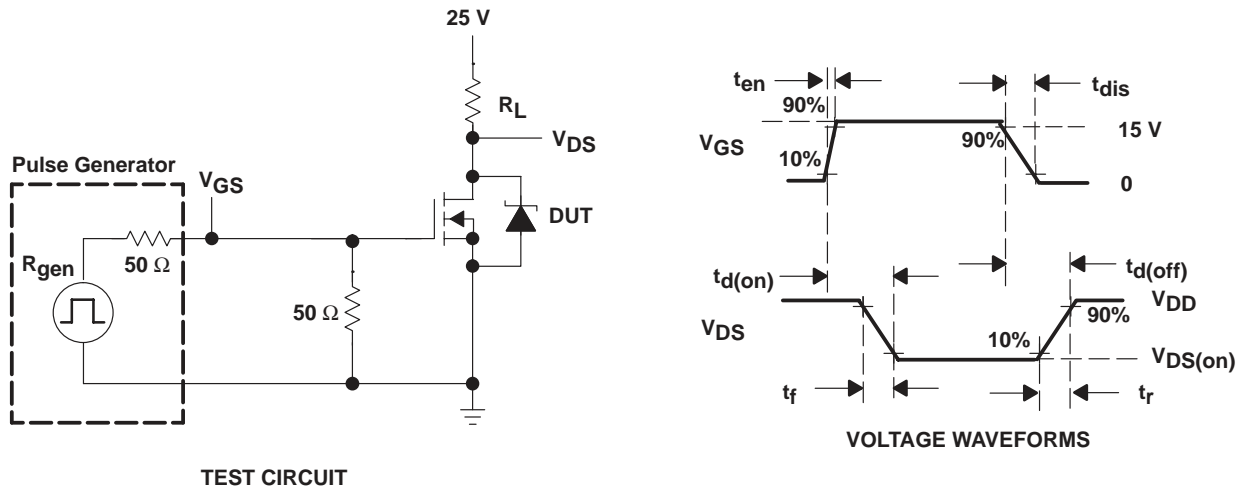 25 V
RL
VDS
Pulse Generator
VGS
DUT
Rgen
50 Ω
50 Ω
TEST CIRCUIT
ten
tdis
90%
15 V
VGS
90%
10%
0
td(on)
td(off)
VDD
VDS
90%
10%
VDS(on)
tf
tr
VOLTAGE WAVEFORMS